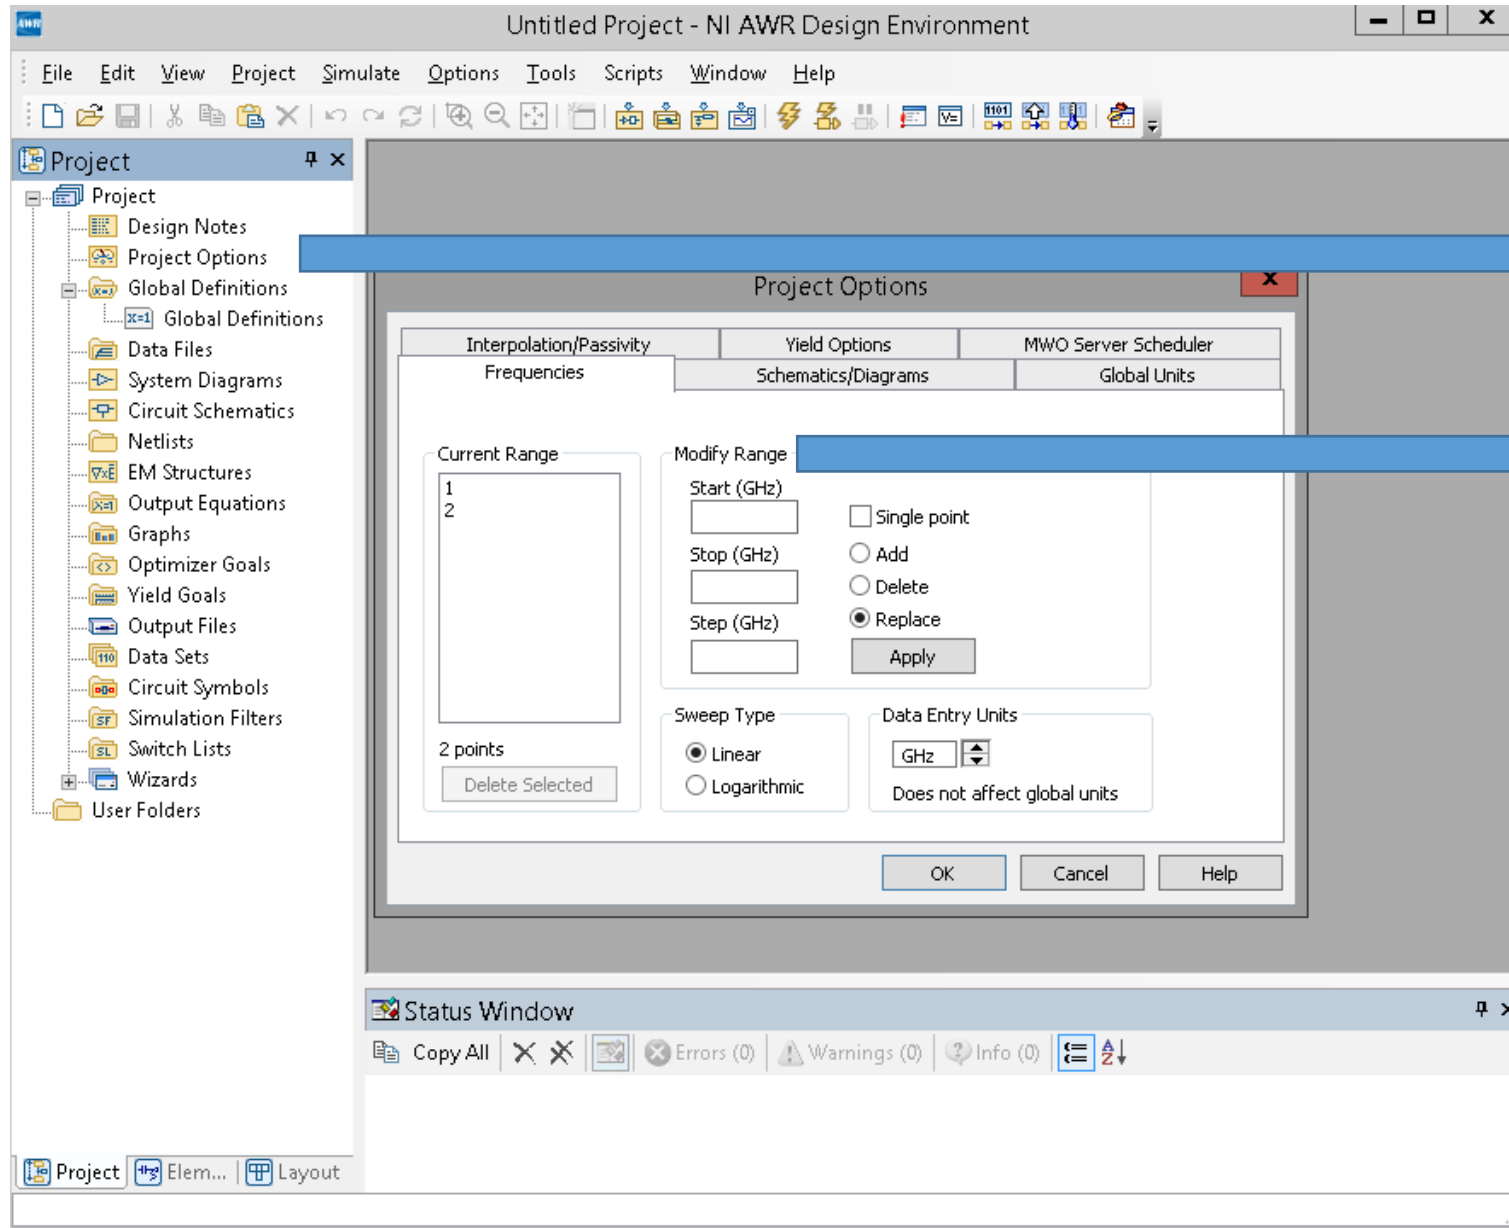 AWR
Untitled Project - NI AWR Design Environment
File Edit View Project Simulate Options Tools Scripts Window Help
Project
Project
Design Notes
Project Options
Global Definitions
X=1 Global Definitions
Data Files
System Diagrams
Circuit Schematics
Netlists
EM Structures
Output Equations
Graphs
Optimizer Goals
Yield Goals
Output Files
110 Data Sets
Circuit Symbols
SF Simulation Filters
SL Switch Lists
Wizards
User Folders
Project Options
Interpolation/Passivity Yield Options MWO Server Scheduler
Frequencies Schematics/Diagrams Global Units
Current Range
1
2
2 points
Delete Selected
Modify Range
Start (GHz)
Stop (GHz)
Step (GHz)
Single point
Add
Delete
Replace
Apply
Sweep Type
Linear
Logarithmic
Data Entry Units
GHz
Does not affect global units
OK Cancel Help
Status Window
Copy All Errors (0) Warnings (0) Info (0)
Project Elem... Layout